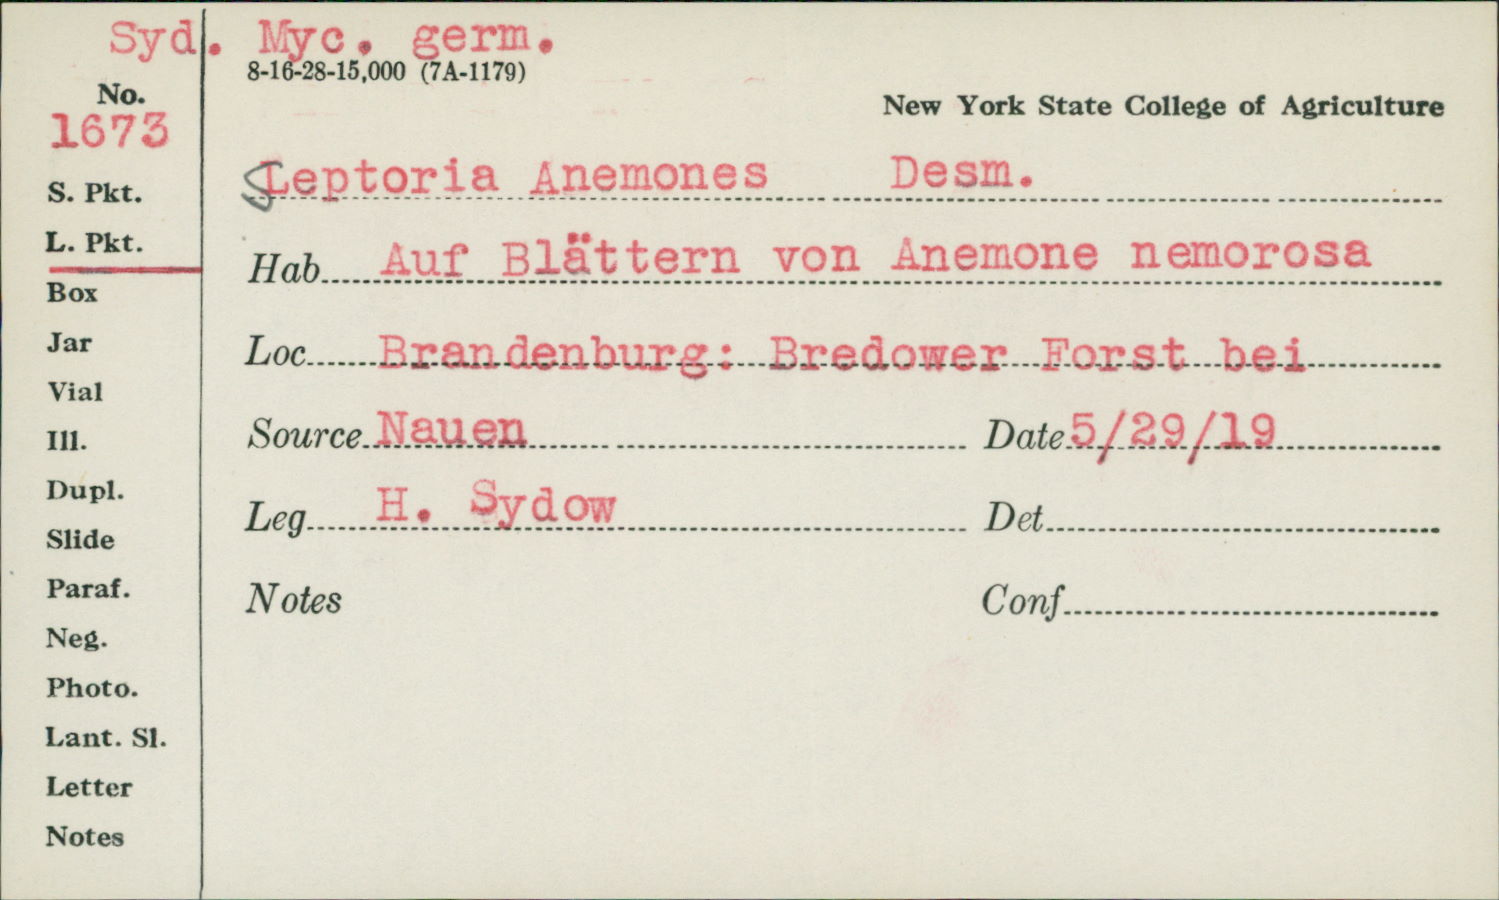 Syd. Myc. germ.
8-16-28-15,000 (7A-1179)
New York State College of Agriculture
No.
1673
S. Pkt.
L. Pkt.
Box
Jar
Vial
Ill.
Dupl.
Slide
Paraf.
Neg.
Photo.
Lant. Sl.
Letter
Notes
Septoria Anemones Desm.
Hab. Auf Blättern von Anemone nemorosa
Loc. Brandenburg: Bredower Forst bei
Source Nauen Date 5/29/19
Leg. H. Sydow Det.
Notes Conf.